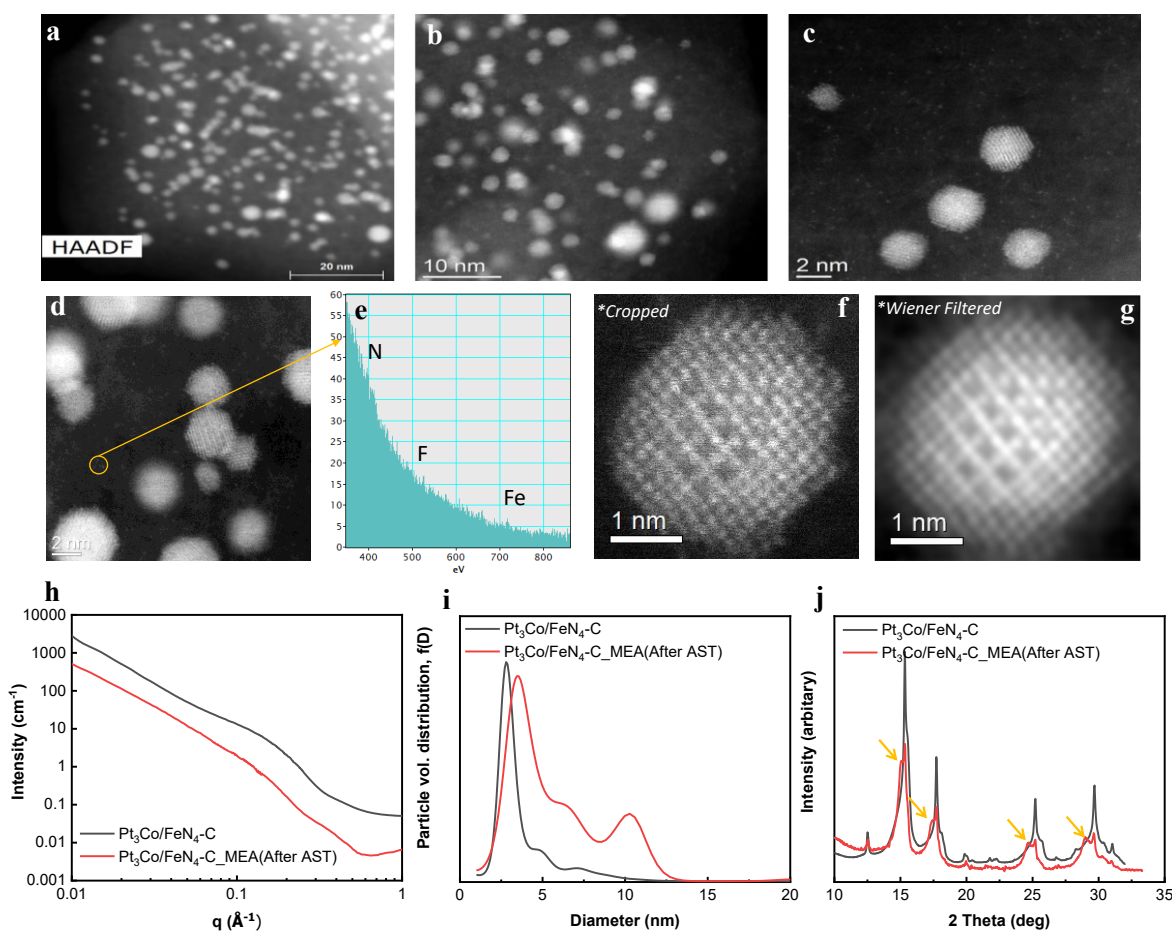 a
HAADF
20 nm
b
10 nm
c
2 nm
d
2 nm
e
60
55
50
45
40
35
30
25
20
15
10
5
0
N
F
Fe
400 500 600 700 800
eV
*Cropped
f
1 nm
*Wiener Filtered
g
1 nm
h
10000
1000
100
10
1
0.1
0.01
0.001
Intensity (cm⁻¹)
Pt₃Co/FeN₄-C
Pt₃Co/FeN₄-C_MEA(After AST)
0.01 0.1 1
q (Å⁻¹)
i
Particle vol. distribution, f(D)
Pt₃Co/FeN₄-C
Pt₃Co/FeN₄-C_MEA(After AST)
0 5 10 15 20
Diameter (nm)
j
Intensity (arbitary)
Pt₃Co/FeN₄-C
Pt₃Co/FeN₄-C_MEA(After AST)
10 15 20 25 30 35
2 Theta (deg)